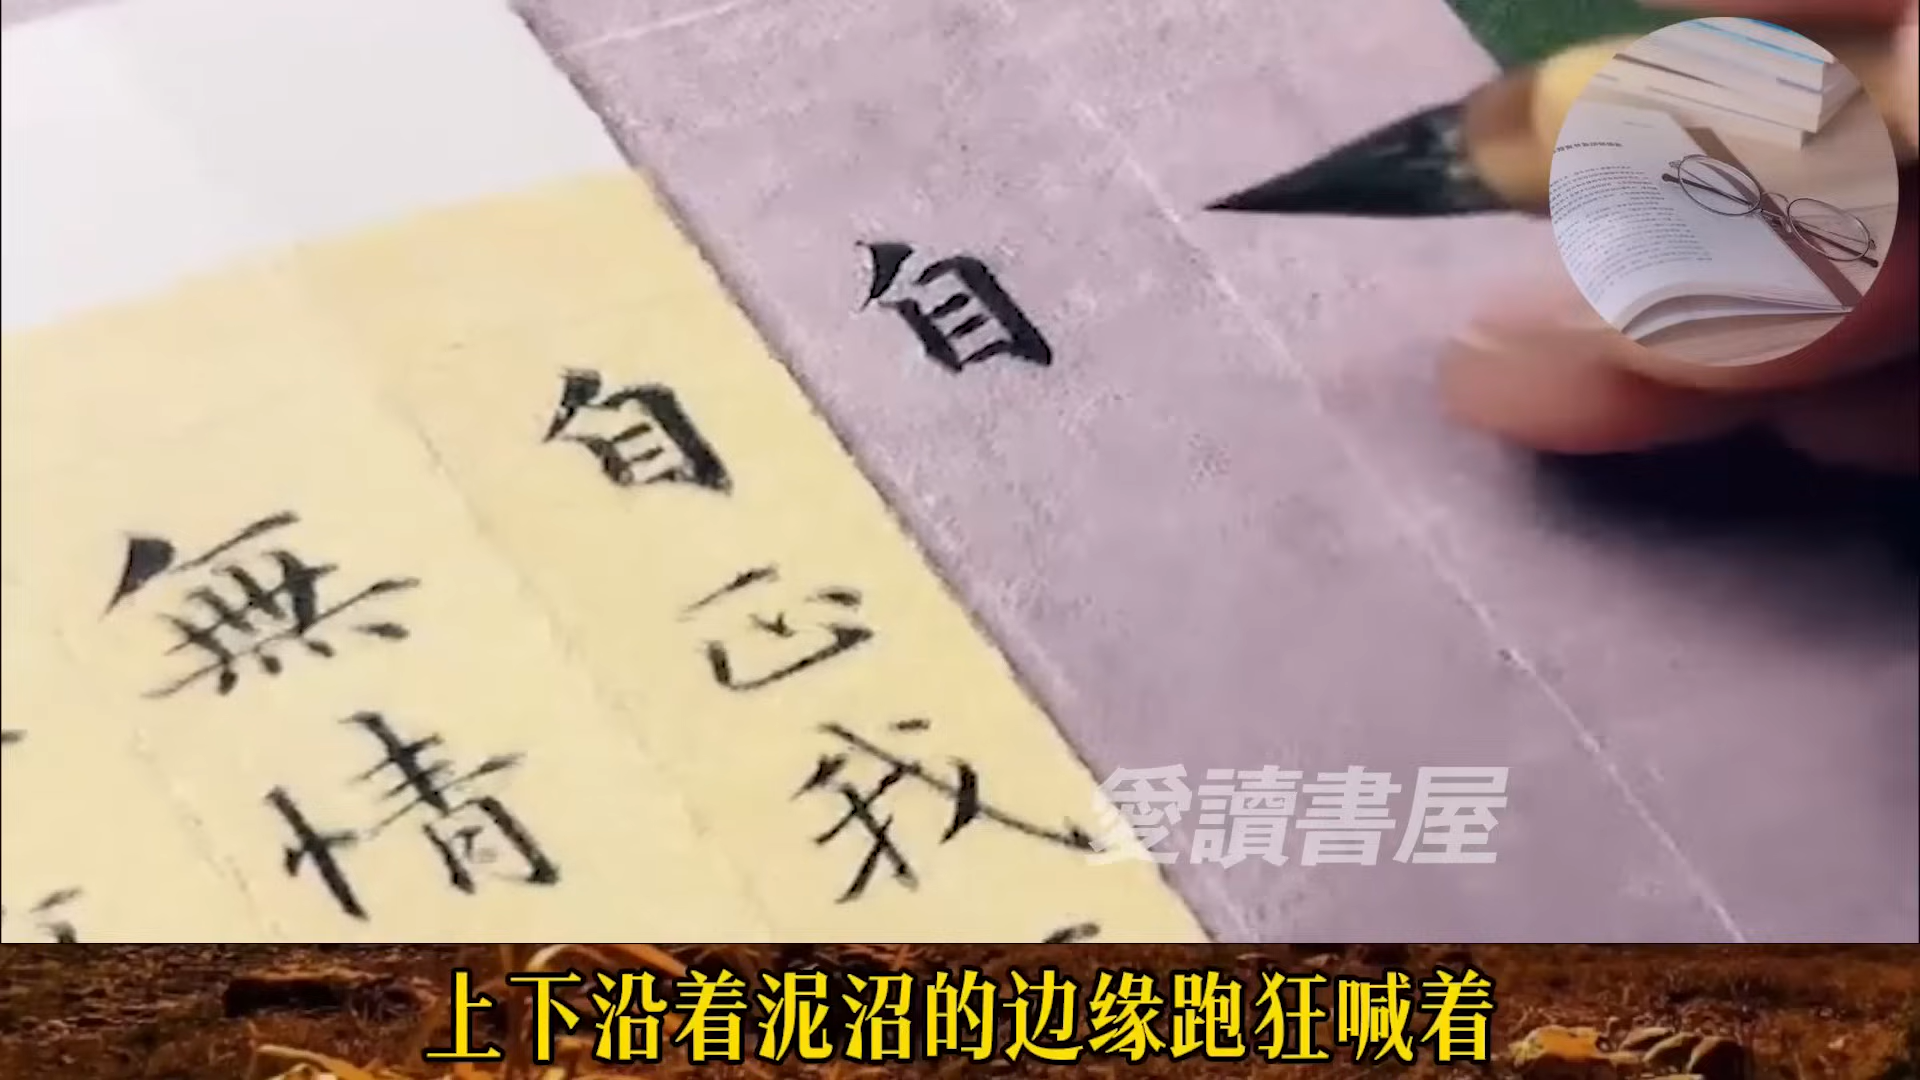 自
自
我
無情
愛讀書屋
上下沿着泥沼的边缘跑狂喊着